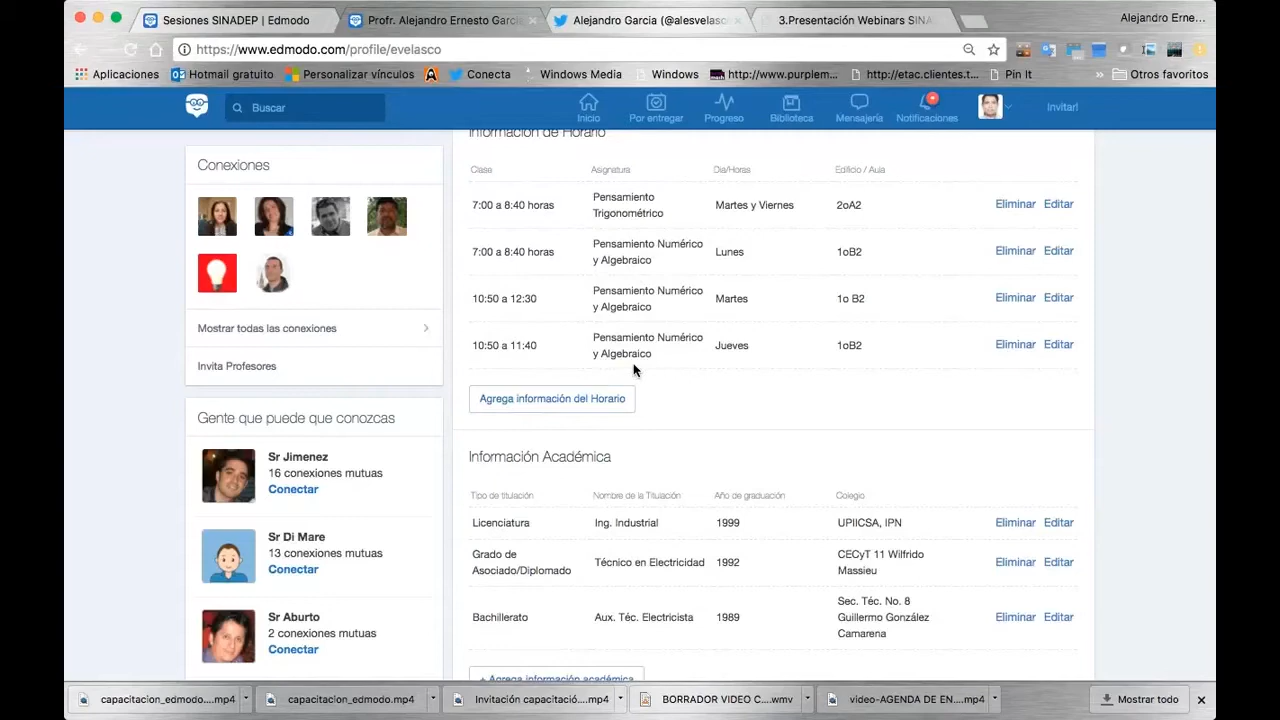 Sesiones SINADEP | Edmodo
Profr. Alejandro Ernesto Garcia
Alejandro Garcia (@alesvelasc
3.Presentación Webinars SINA
Alejandro Erne...
https://www.edmodo.com/profile/evelasco
Aplicaciones
Hotmail gratuito
Personalizar vínculos
Conecta
Windows Media
Windows
http://www.purplem...
http://etac.clientes.t...
Pin It
»
Otros favoritos
Buscar
Inicio
Por entregar
Progreso
Biblioteca
Mensajería
Notificaciones
Invitar!
Conexiones
Mostrar todas las conexiones
Invita Profesores
Gente que puede que conozcas
Sr Jimenez
16 conexiones mutuas
Conectar
Sr Di Mare
13 conexiones mutuas
Conectar
Sr Aburto
2 conexiones mutuas
Conectar
Información de Horario
Clase Asignatura Dia/Horas Edificio / Aula
7:00 a 8:40 horas Pensamiento Trigonométrico Martes y Viernes 2oA2 Eliminar Editar
7:00 a 8:40 horas Pensamiento Numérico y Algebraico Lunes 1oB2 Eliminar Editar
10:50 a 12:30 Pensamiento Numérico y Algebraico Martes 1o B2 Eliminar Editar
10:50 a 11:40 Pensamiento Numérico y Algebraico Jueves 1oB2 Eliminar Editar
Agrega información del Horario
Información Académica
Tipo de titulación Nombre de la Titulación Año de graduación Colegio
Licenciatura Ing. Industrial 1999 UPIICSA, IPN Eliminar Editar
Grado de Asociado/Diplomado Técnico en Electricidad 1992 CECyT 11 Wilfrido Massieu Eliminar Editar
Bachillerato Aux. Téc. Electricista 1989 Sec. Téc. No. 8 Guillermo González Camarena Eliminar Editar
+ Agrega información académica
capacitacion_edmodo....mp4
capacitacion_edmodo.mp4
Invitación capacitació....mp4
BORRADOR VIDEO C....wmv
video-AGENDA DE EN....mp4
Mostrar todo